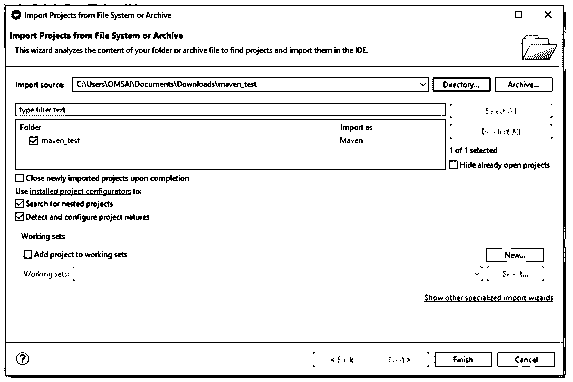 Import Projects from File System or Archive
Import Projects from File System or Archive
This wizard analyzes the content of your folder or archive file to find projects and import them in the IDE.
Import source: C:\Users\OMSAI\Documents\Downloads\maven_test Directory... Archive...
type filter text Select All
Folder Import as Deselect All
maven_test Maven
1 of 1 selected
Hide already open projects
Close newly imported projects upon completion
Use installed project configurators to:
Search for nested projects
Detect and configure project natures
Working sets
Add project to working sets New...
Working sets: Select...
Show other specialized import wizards
< Back Next > Finish Cancel